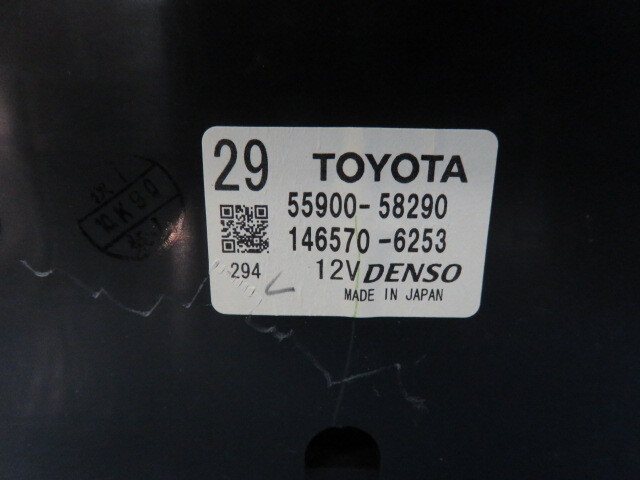 29 TOYOTA
55900-58290
146570-6253
294 12V DENSO
MADE IN JAPAN